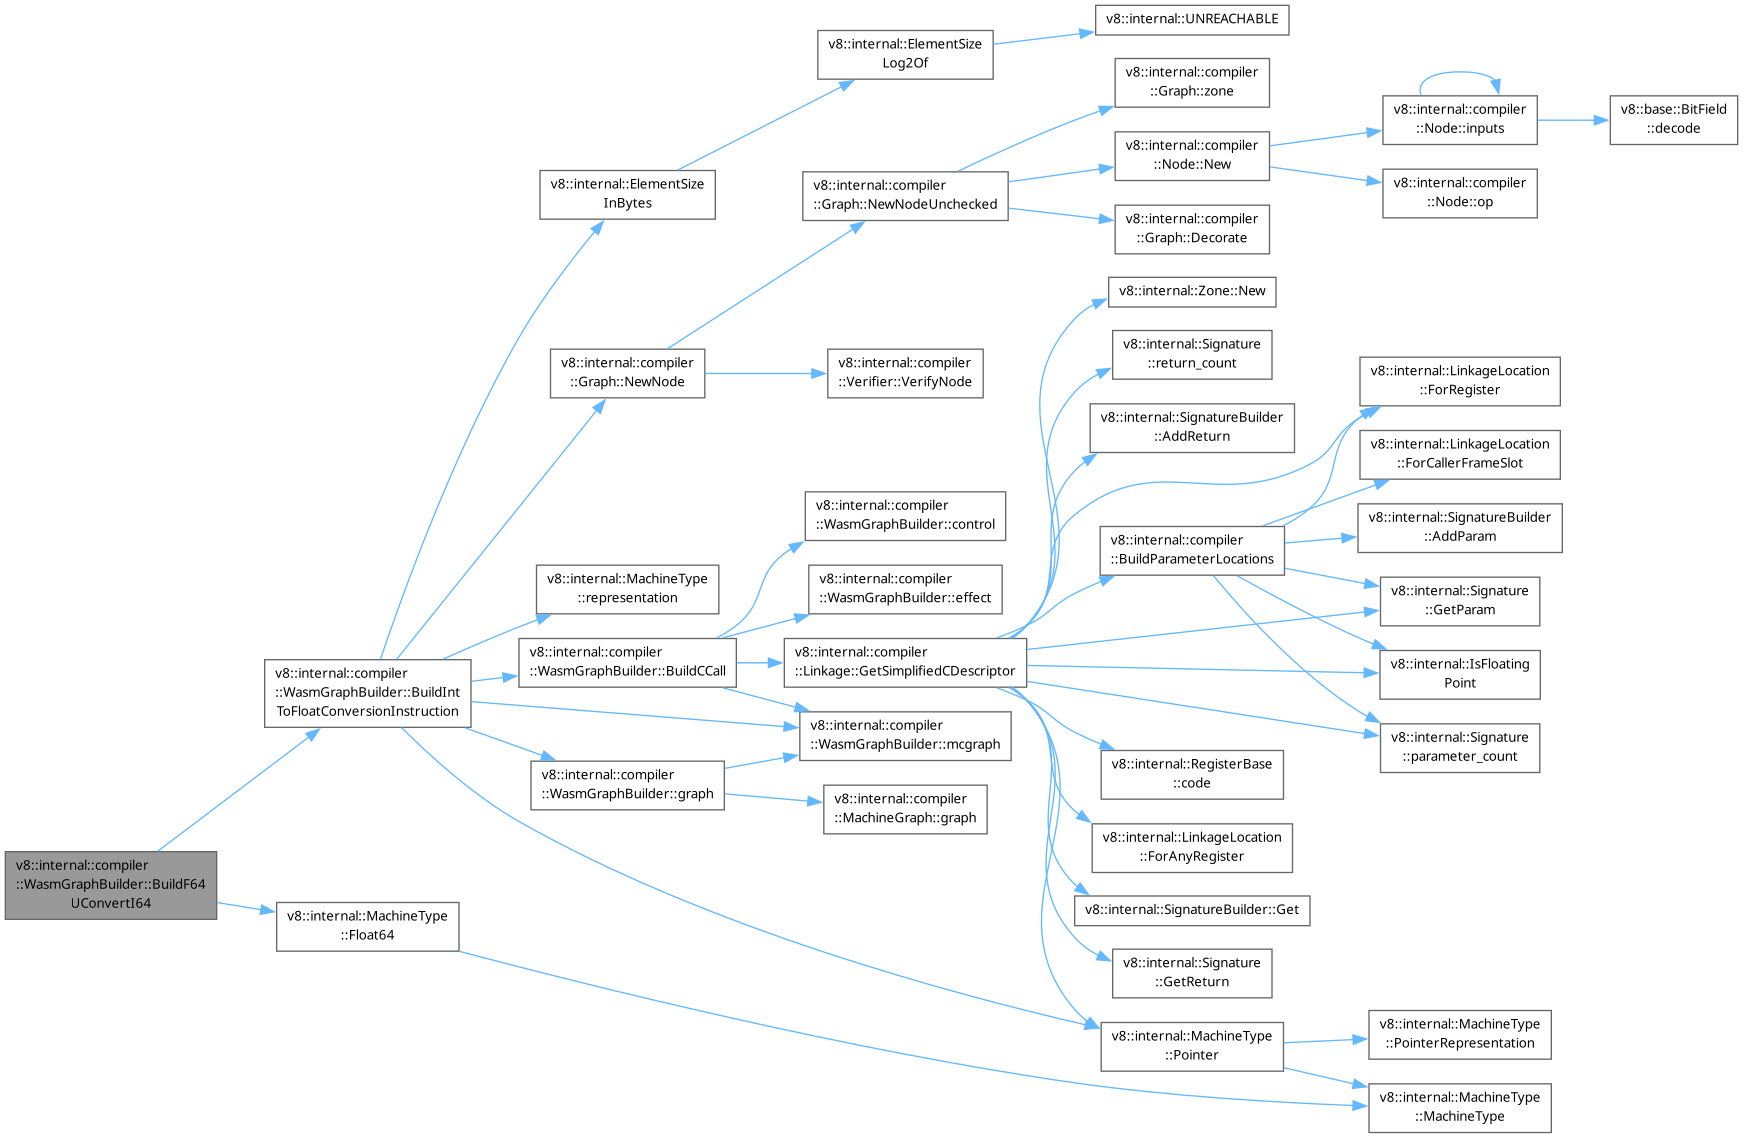 v8::internal::compiler
::WasmGraphBuilder::BuildF64
UConvertI64
v8::internal::compiler
::WasmGraphBuilder::BuildInt
ToFloatConversionInstruction
v8::internal::MachineType
::Float64
v8::internal::ElementSize
InBytes
v8::internal::compiler
::Graph::NewNode
v8::internal::MachineType
::representation
v8::internal::compiler
::WasmGraphBuilder::BuildCCall
v8::internal::compiler
::WasmGraphBuilder::graph
v8::internal::ElementSize
Log2Of
v8::internal::compiler
::Graph::NewNodeUnchecked
v8::internal::compiler
::Verifier::VerifyNode
v8::internal::compiler
::WasmGraphBuilder::control
v8::internal::compiler
::WasmGraphBuilder::effect
v8::internal::compiler
::Linkage::GetSimplifiedCDescriptor
v8::internal::compiler
::WasmGraphBuilder::mcgraph
v8::internal::compiler
::MachineGraph::graph
v8::internal::UNREACHABLE
v8::internal::compiler
::Graph::zone
v8::internal::compiler
::Node::New
v8::internal::compiler
::Graph::Decorate
v8::internal::Zone::New
v8::internal::Signature
::return_count
v8::internal::SignatureBuilder
::AddReturn
v8::internal::compiler
::BuildParameterLocations
v8::internal::RegisterBase
::code
v8::internal::LinkageLocation
::ForAnyRegister
v8::internal::SignatureBuilder::Get
v8::internal::Signature
::GetReturn
v8::internal::MachineType
::Pointer
v8::internal::compiler
::Node::inputs
v8::internal::compiler
::Node::op
v8::internal::LinkageLocation
::ForRegister
v8::internal::LinkageLocation
::ForCallerFrameSlot
v8::internal::SignatureBuilder
::AddParam
v8::internal::Signature
::GetParam
v8::internal::IsFloating
Point
v8::internal::Signature
::parameter_count
v8::internal::MachineType
::PointerRepresentation
v8::internal::MachineType
::MachineType
v8::base::BitField
::decode